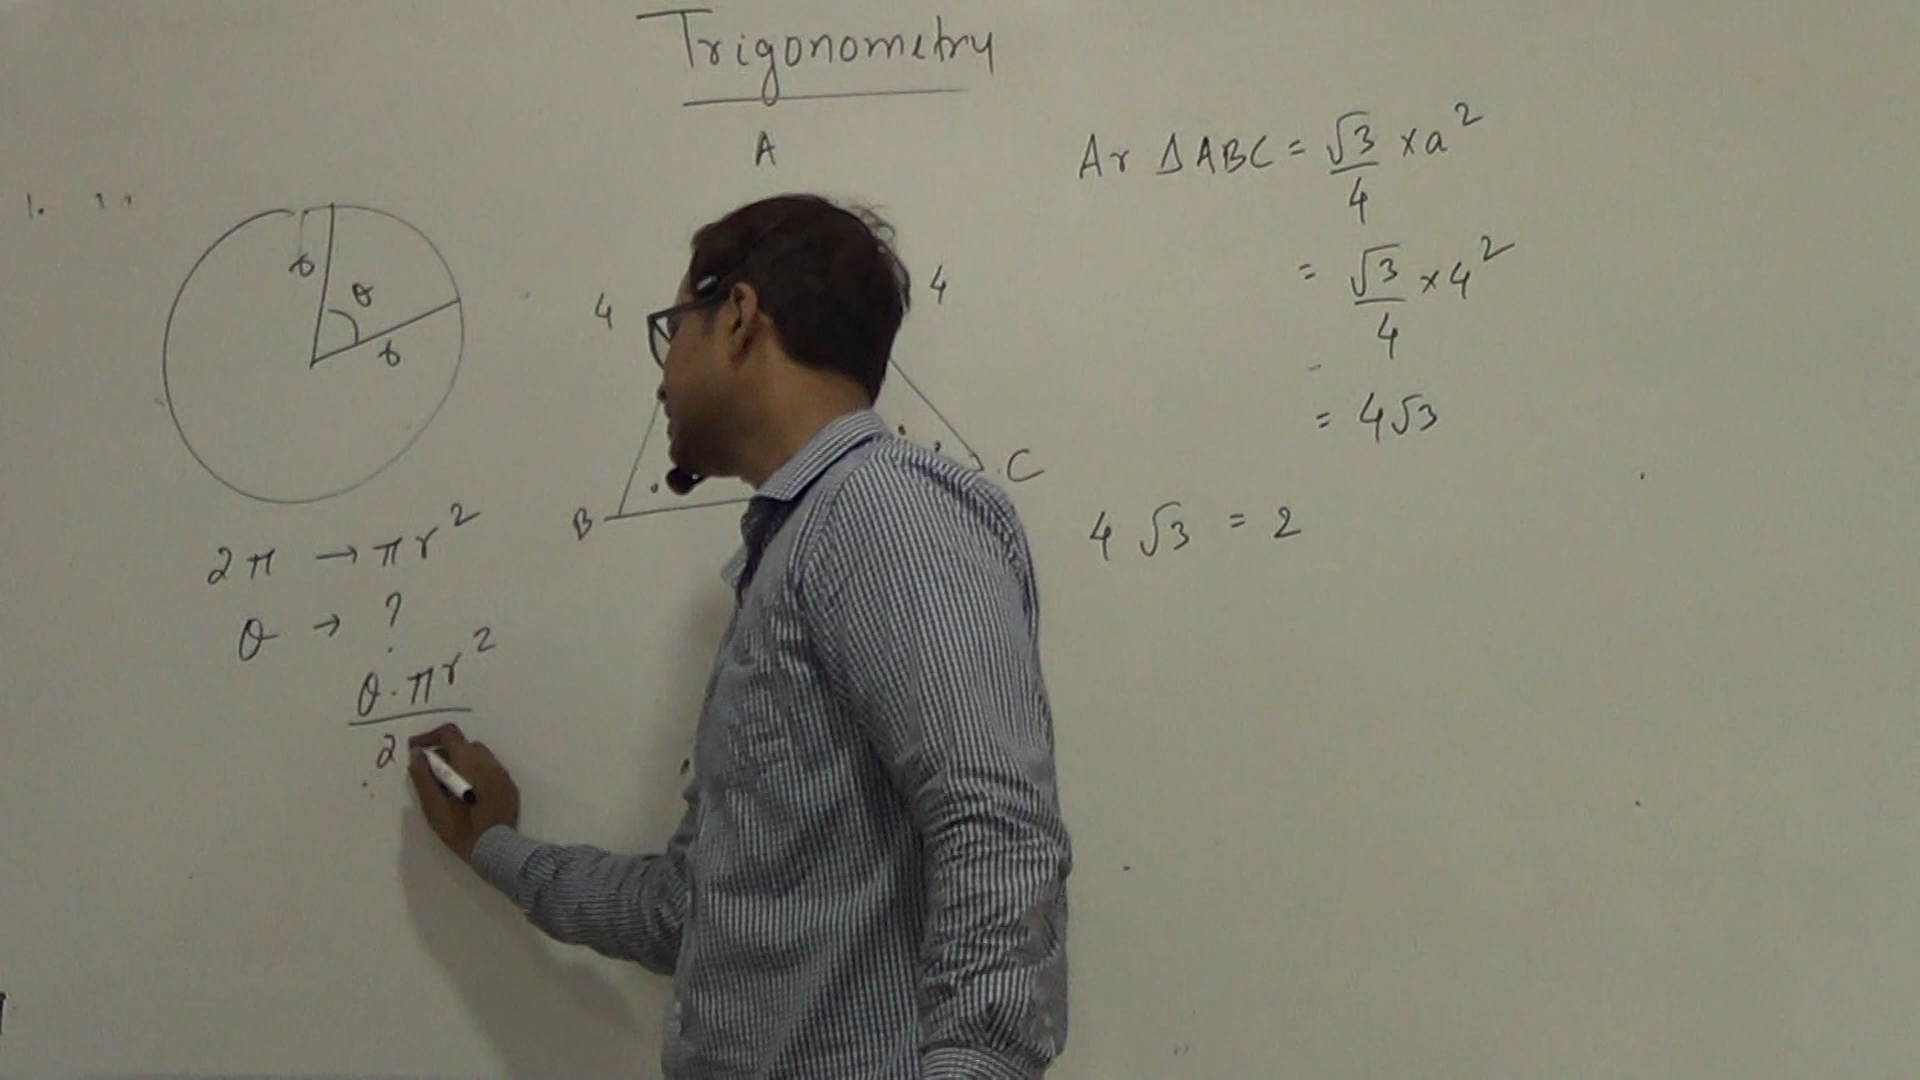 Trigonometry
1.
r
θ
r
2π → πr²
θ → ?
θ·πr²
2
A
4
4
B
C
Ar ΔABC = √3/4 × a²
= √3/4 × 4²
= 4√3
4√3 = 2